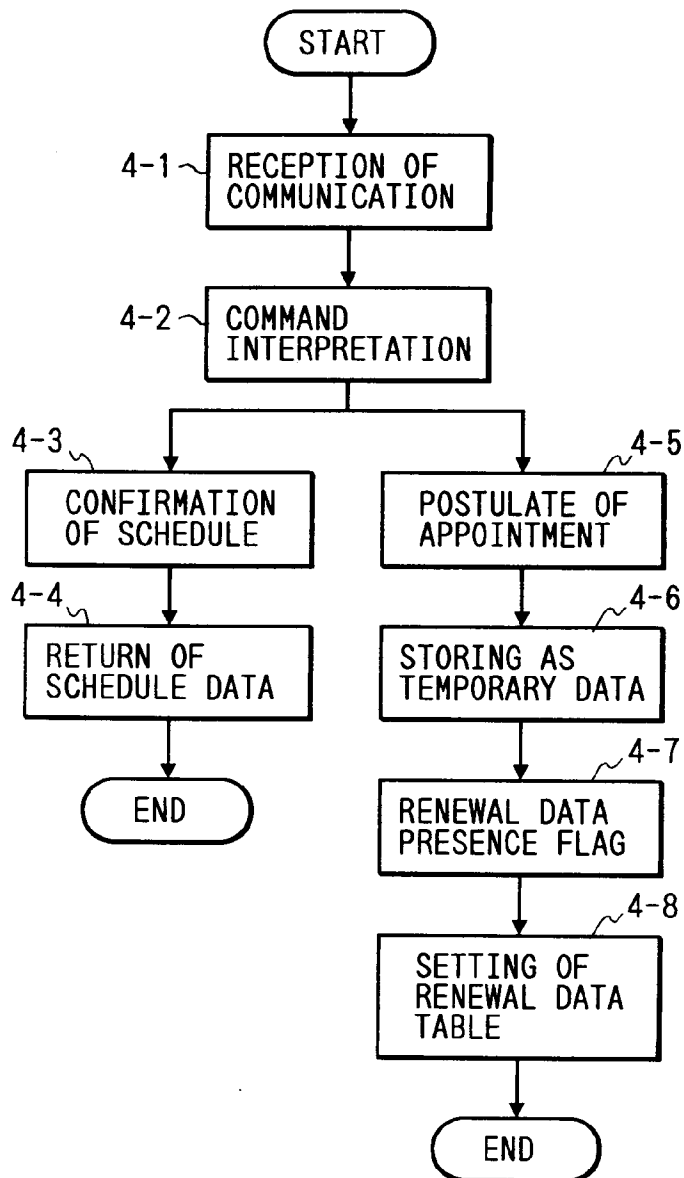 START
4-1
RECEPTION OF
COMMUNICATION
4-2
COMMAND
INTERPRETATION
4-3
CONFIRMATION
OF SCHEDULE
4-4
RETURN OF
SCHEDULE DATA
END
4-5
POSTULATE OF
APPOINTMENT
4-6
STORING AS
TEMPORARY DATA
4-7
RENEWAL DATA
PRESENCE FLAG
4-8
SETTING OF
RENEWAL DATA
TABLE
END